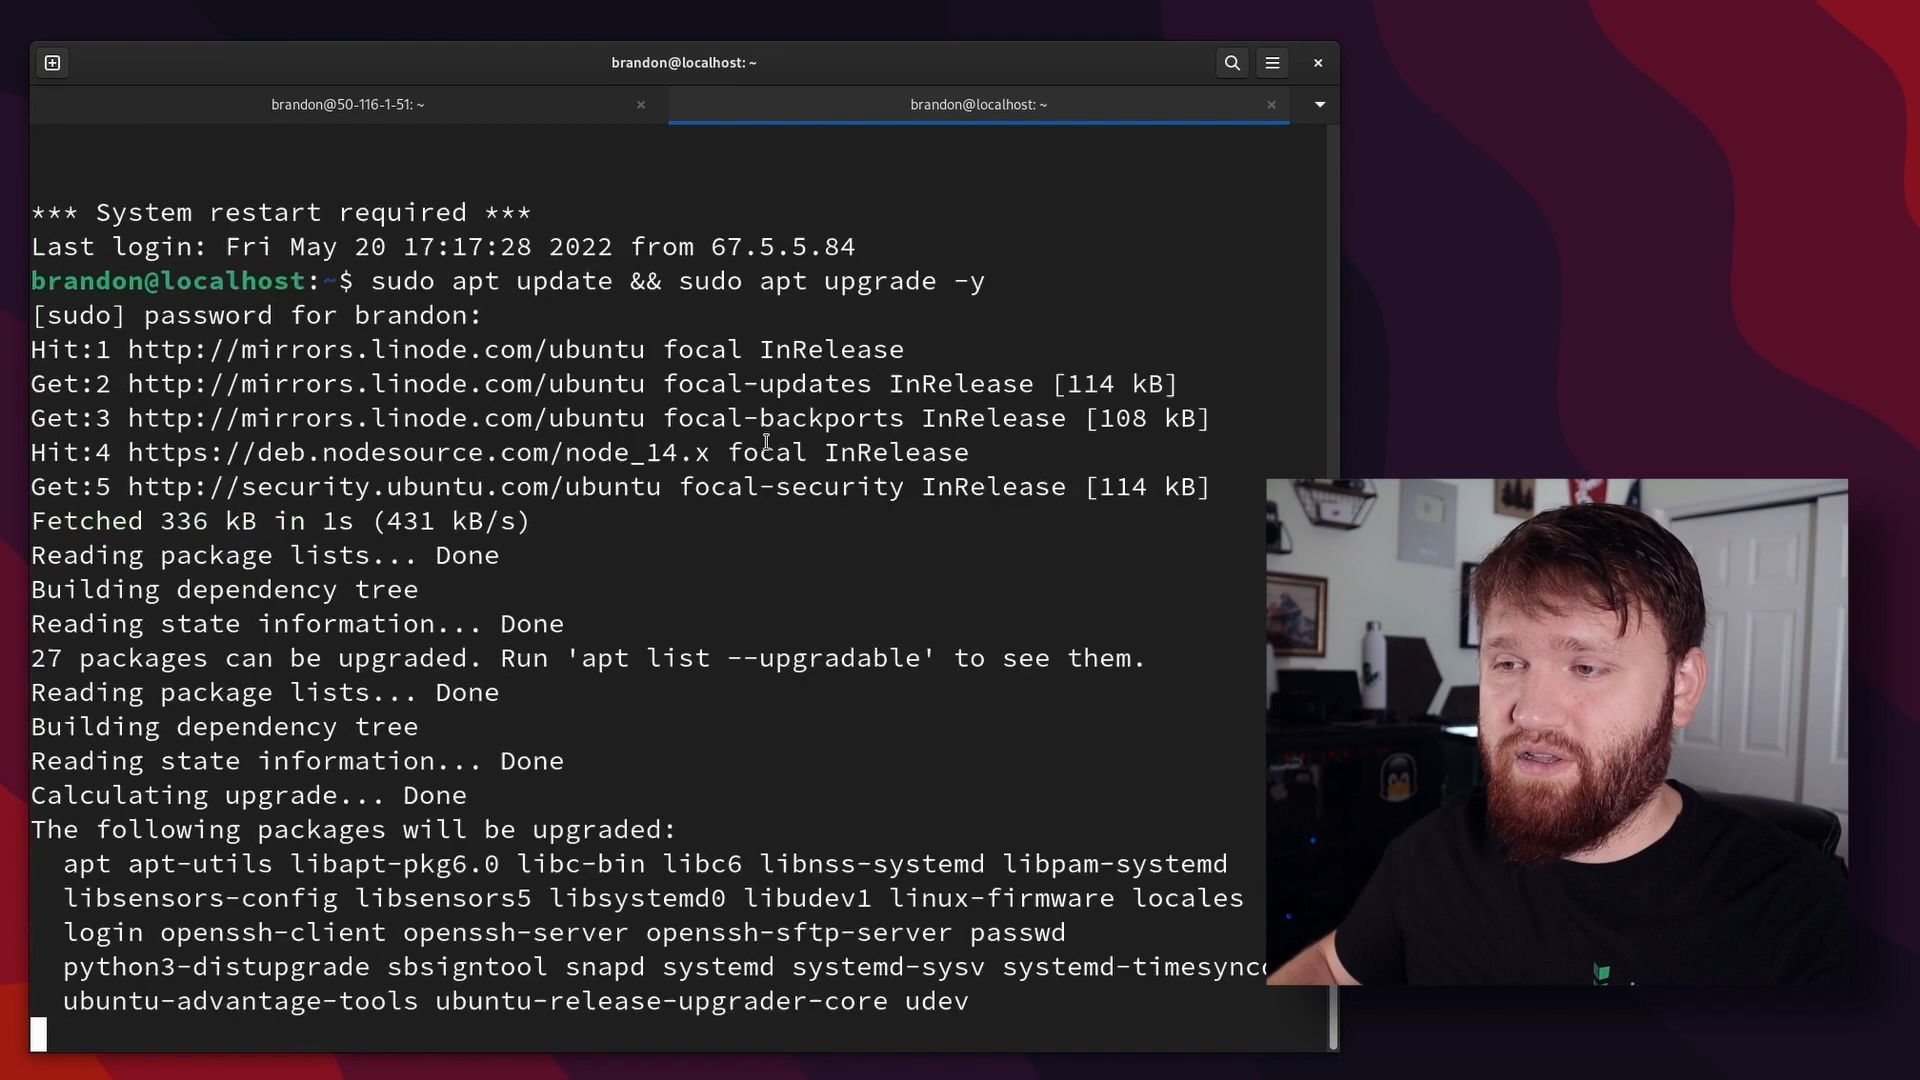 brandon@localhost: ~
brandon@50-116-1-51: ~
brandon@localhost: ~
*** System restart required ***
Last login: Fri May 20 17:17:28 2022 from 67.5.5.84
brandon@localhost:~$ sudo apt update && sudo apt upgrade -y
[sudo] password for brandon:
Hit:1 http://mirrors.linode.com/ubuntu focal InRelease
Get:2 http://mirrors.linode.com/ubuntu focal-updates InRelease [114 kB]
Get:3 http://mirrors.linode.com/ubuntu focal-backports InRelease [108 kB]
Hit:4 https://deb.nodesource.com/node_14.x focal InRelease
Get:5 http://security.ubuntu.com/ubuntu focal-security InRelease [114 kB]
Fetched 336 kB in 1s (431 kB/s)
Reading package lists... Done
Building dependency tree
Reading state information... Done
27 packages can be upgraded. Run 'apt list --upgradable' to see them.
Reading package lists... Done
Building dependency tree
Reading state information... Done
Calculating upgrade... Done
The following packages will be upgraded:
apt apt-utils libapt-pkg6.0 libc-bin libc6 libnss-systemd libpam-systemd
libsensors-config libsensors5 libsystemd0 libudev1 linux-firmware locales
login openssh-client openssh-server openssh-sftp-server passwd
python3-distupgrade sbsigntool snapd systemd systemd-sysv
ubuntu-advantage-tools ubuntu-release-upgrader-core udev